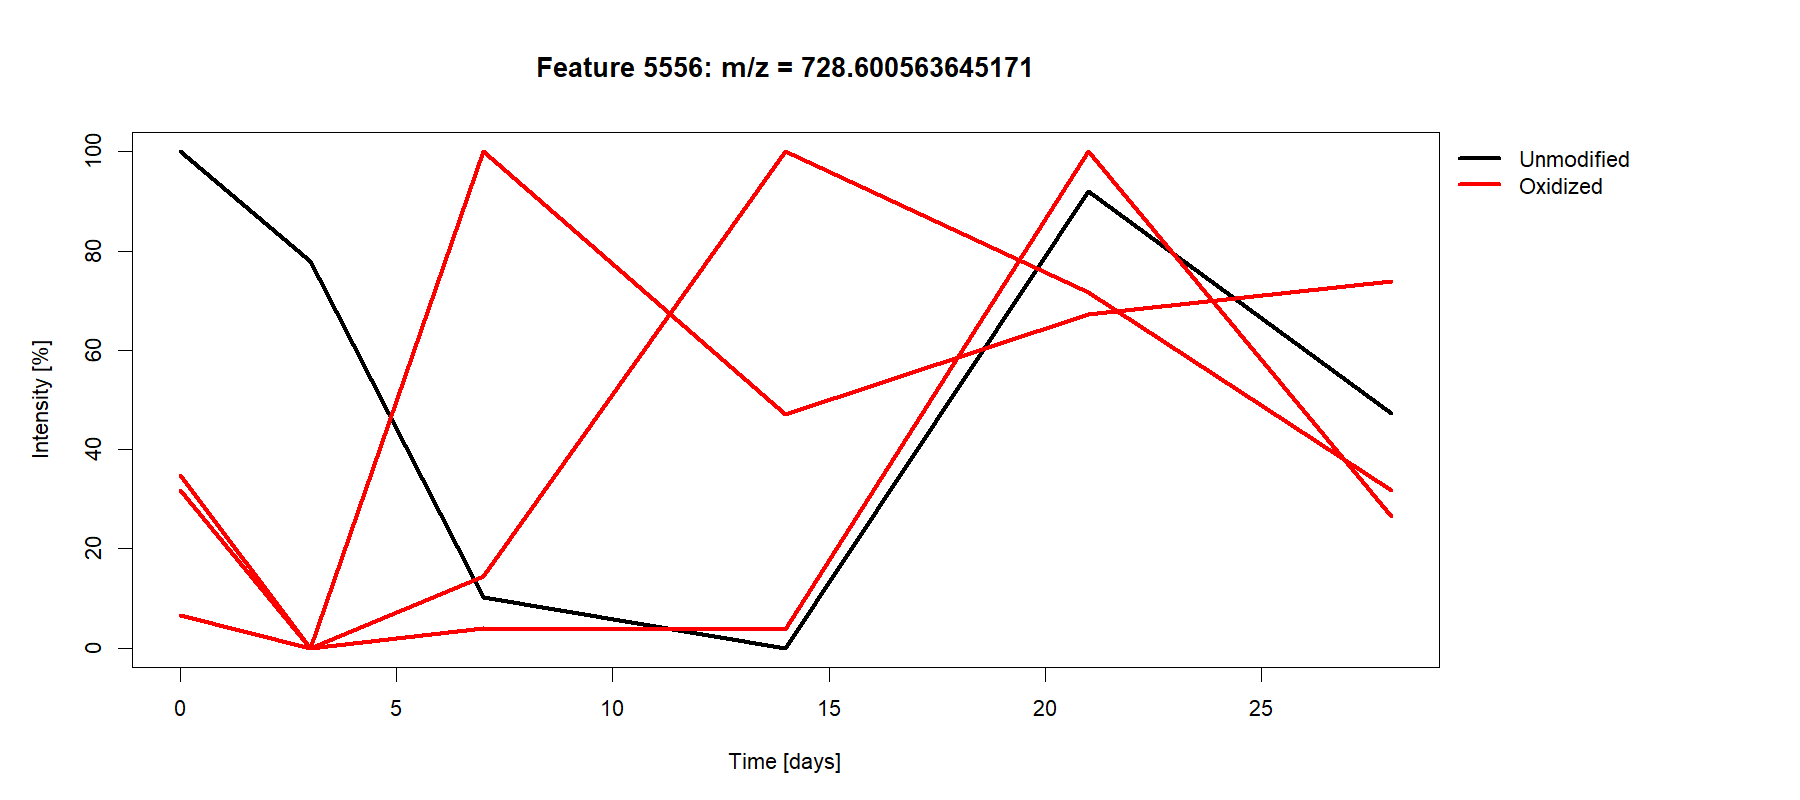 Feature 5556: m/z = 728.600563645171
Unmodified
Oxidized
Intensity [%]
100
80
60
40
20
0
0 5 10 15 20 25
Time [days]